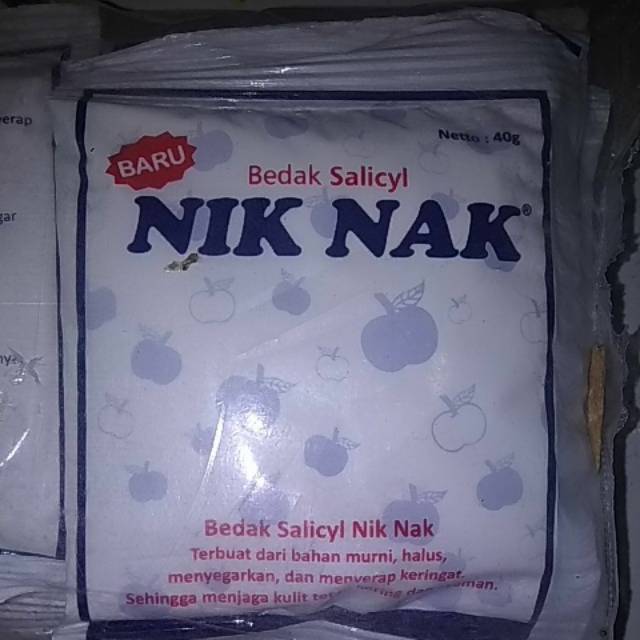 erap
gar
nya
BARU
Netto : 40g
Bedak Salicyl
NIK NAK®
Bedak Salicyl Nik Nak
Terbuat dari bahan murni, halus,
menyegarkan, dan menyerap keringat.
Sehingga menjaga kulit